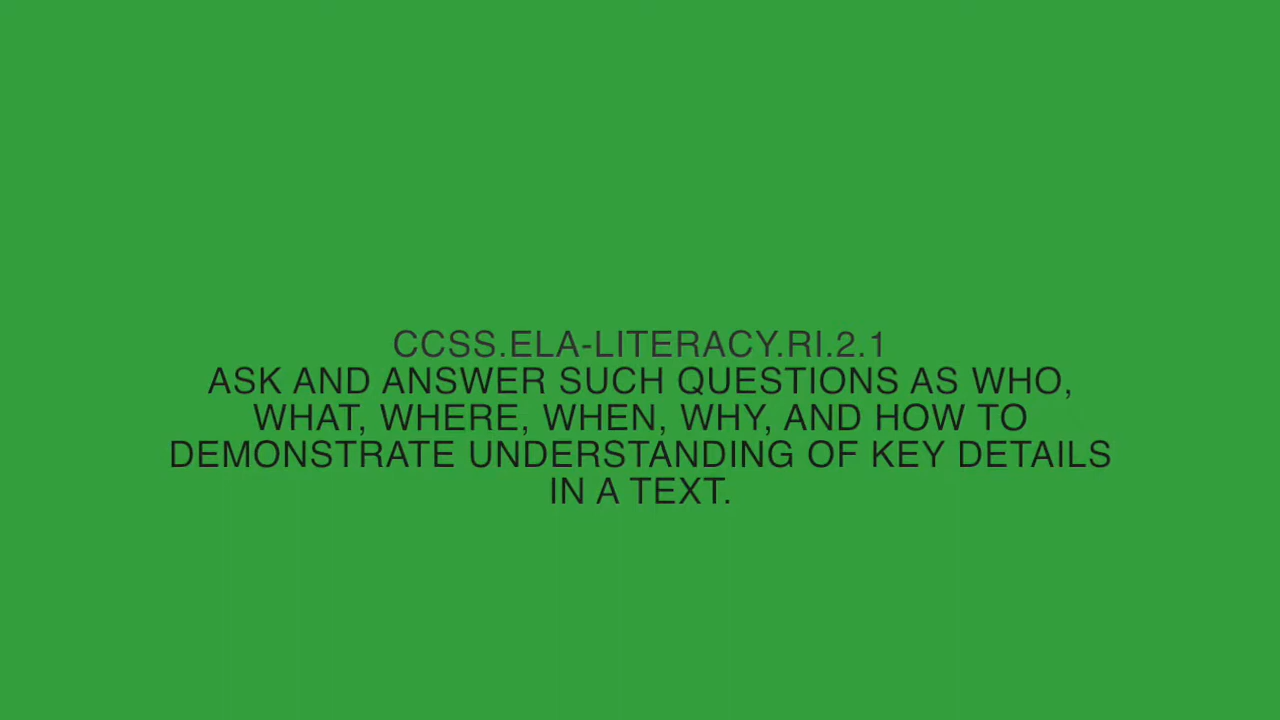 CCSS.ELA-LITERACY.RI.2.1
ASK AND ANSWER SUCH QUESTIONS AS WHO,
WHAT, WHERE, WHEN, WHY, AND HOW TO
DEMONSTRATE UNDERSTANDING OF KEY DETAILS
IN A TEXT.